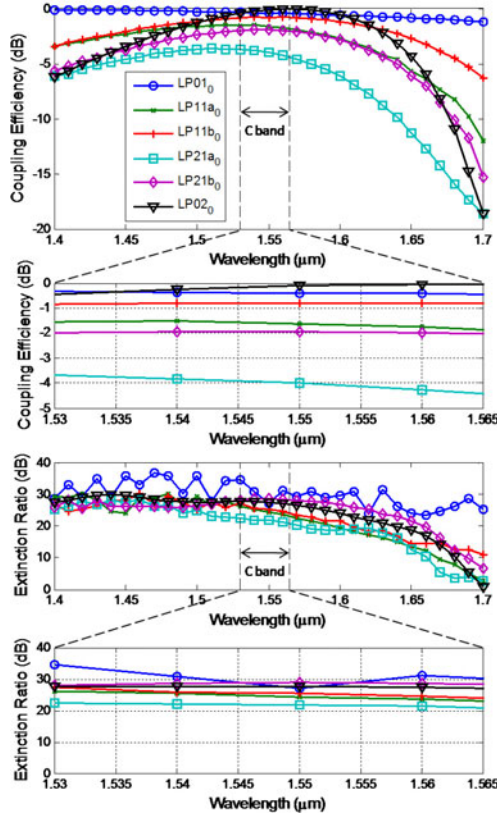 Coupling Efficiency (dB)
0
-5
-10
-15
-20
LP01₀
LP11a₀
LP11b₀
LP21a₀
LP21b₀
LP02₀
C band
1.4 1.45 1.5 1.55 1.6 1.65 1.7
Wavelength (μm)
Coupling Efficiency (dB)
0
-1
-2
-3
-4
-5
1.53 1.535 1.54 1.545 1.55 1.555 1.56 1.565
Wavelength (μm)
Extinction Ratio (dB)
40
30
20
10
0
C band
1.4 1.45 1.5 1.55 1.6 1.65 1.7
Wavelength (μm)
Extinction Ratio (dB)
40
30
20
10
0
1.53 1.535 1.54 1.545 1.55 1.555 1.56 1.565
Wavelength (μm)